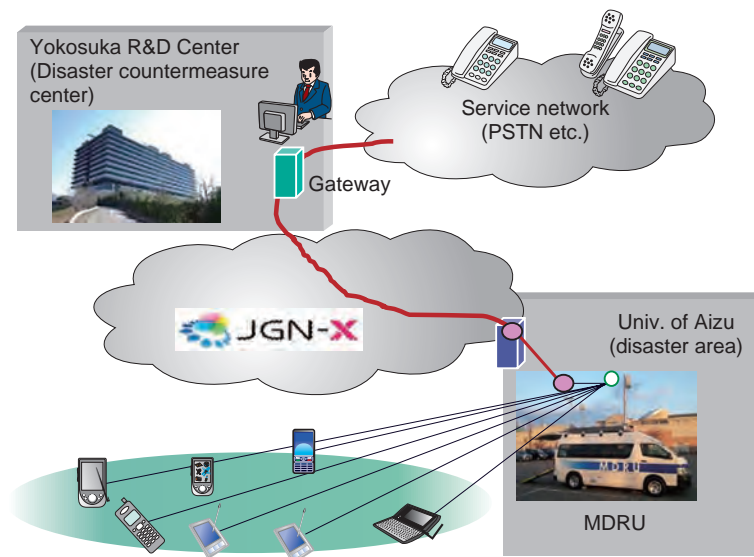 Yokosuka R&D Center
(Disaster countermeasure
center)
Service network
(PSTN etc.)
Gateway
JGN-X
Univ. of Aizu
(disaster area)
MDRU
MDRU